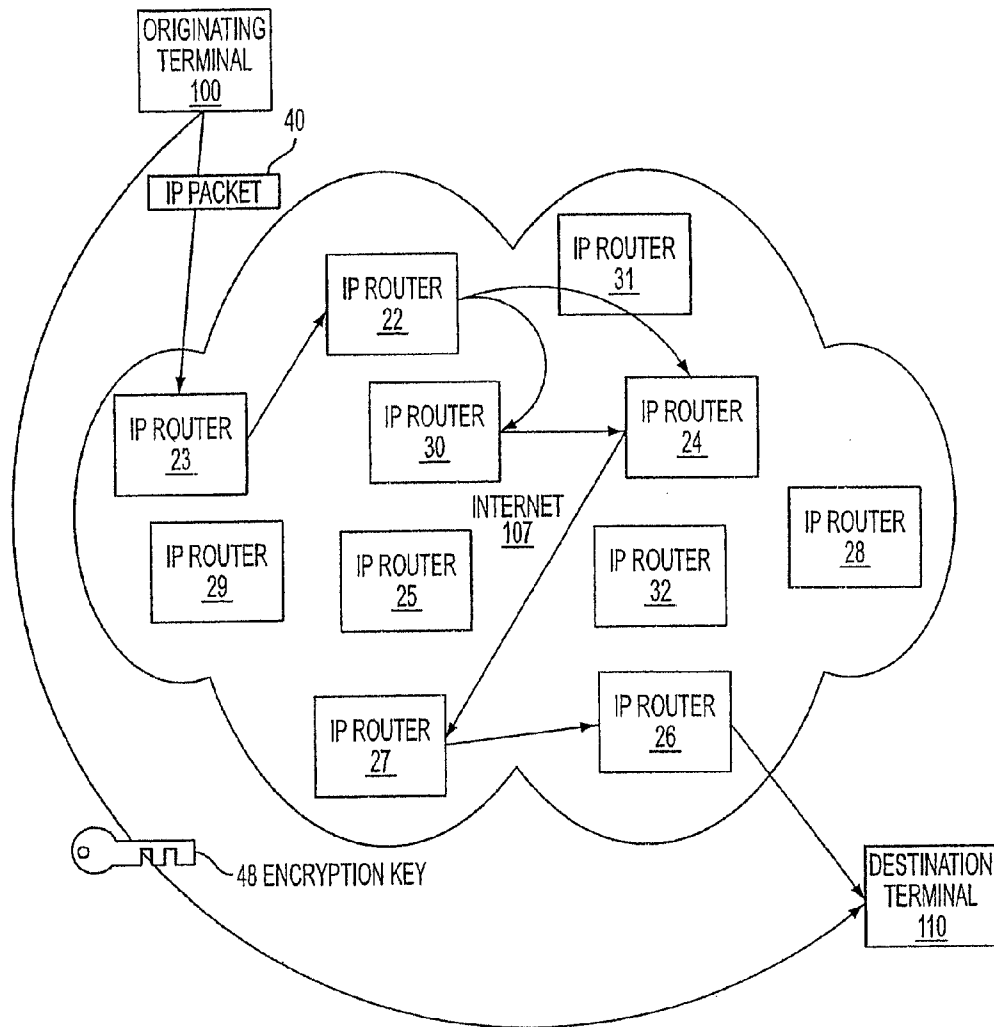 ORIGINATING
TERMINAL
100
40
IP PACKET
IP ROUTER
31
IP ROUTER
22
IP ROUTER
23
IP ROUTER
30
IP ROUTER
24
INTERNET
107
IP ROUTER
29
IP ROUTER
25
IP ROUTER
32
IP ROUTER
28
IP ROUTER
27
IP ROUTER
26
48 ENCRYPTION KEY
DESTINATION
TERMINAL
110